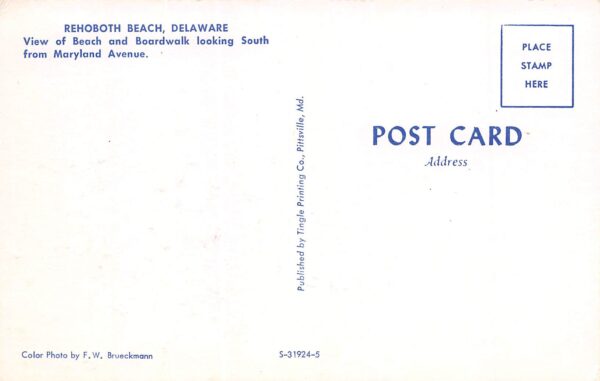 REHOBOTH BEACH, DELAWARE
View of Beach and Boardwalk looking South
from Maryland Avenue.
PLACE
STAMP
HERE
POST CARD
Address
Published by Tingle Printing Co., Pittsville, Md.
Color Photo by F. W. Brueckmann
S-31924-5